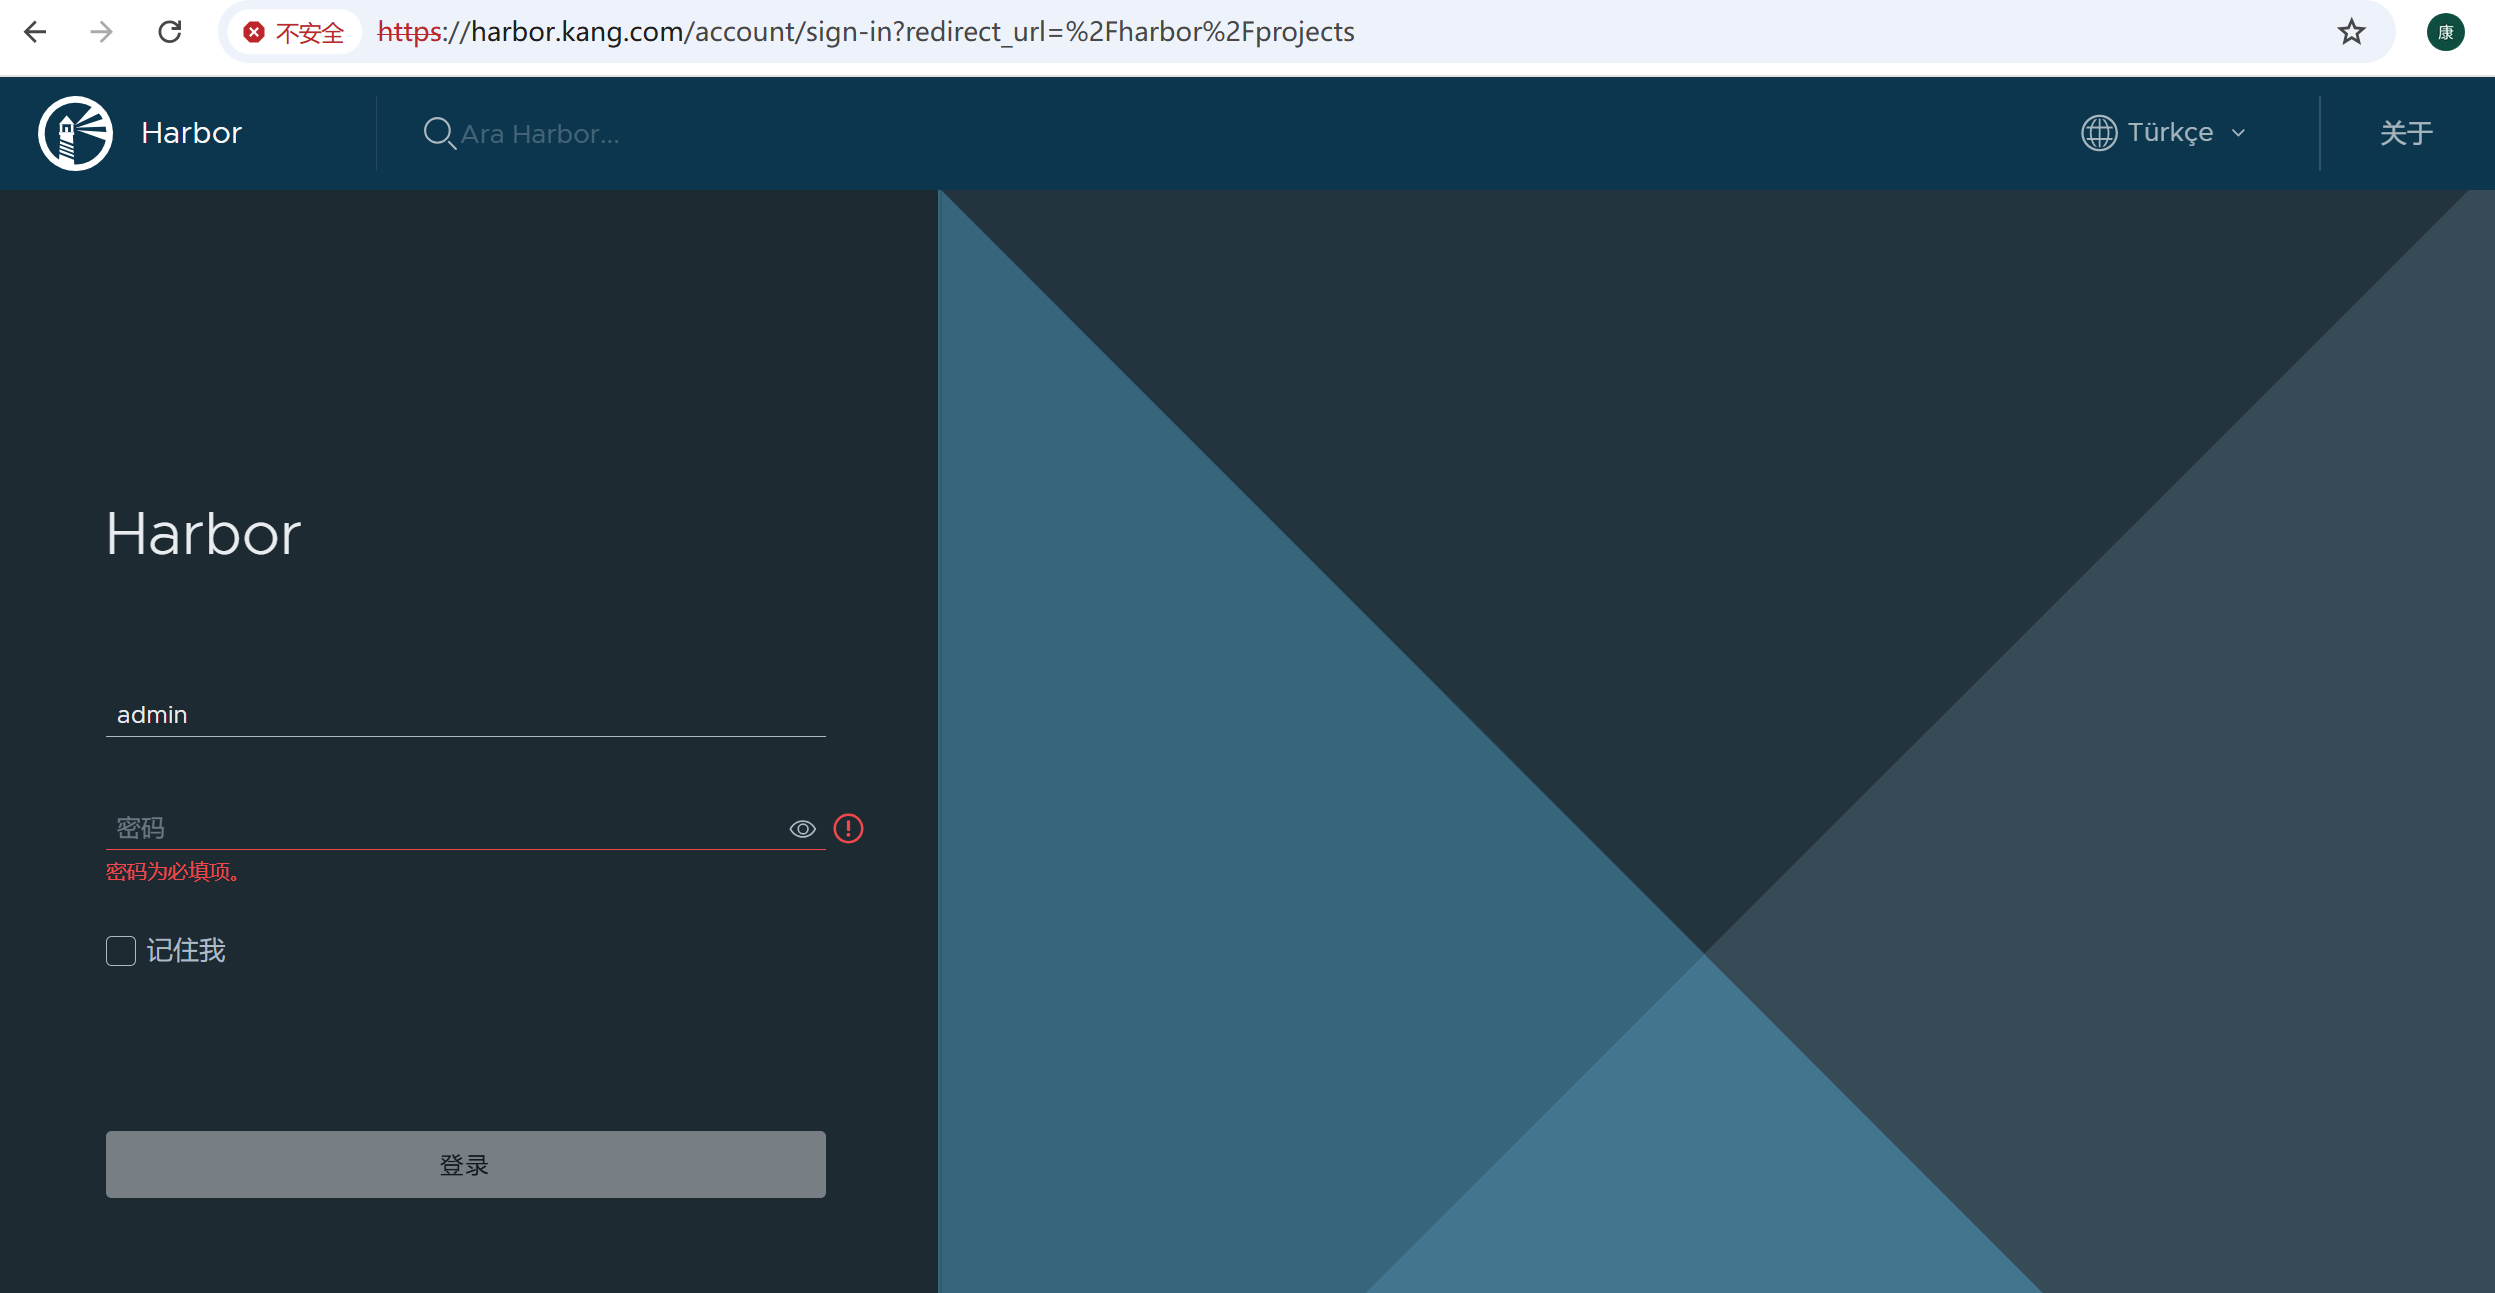 不安全 https://harbor.kang.com/account/sign-in?redirect_url=%2Fharbor%2Fprojects 康
Harbor Ara Harbor... Türkçe 关于
Harbor
admin
密码
密码为必填项。
记住我
登录